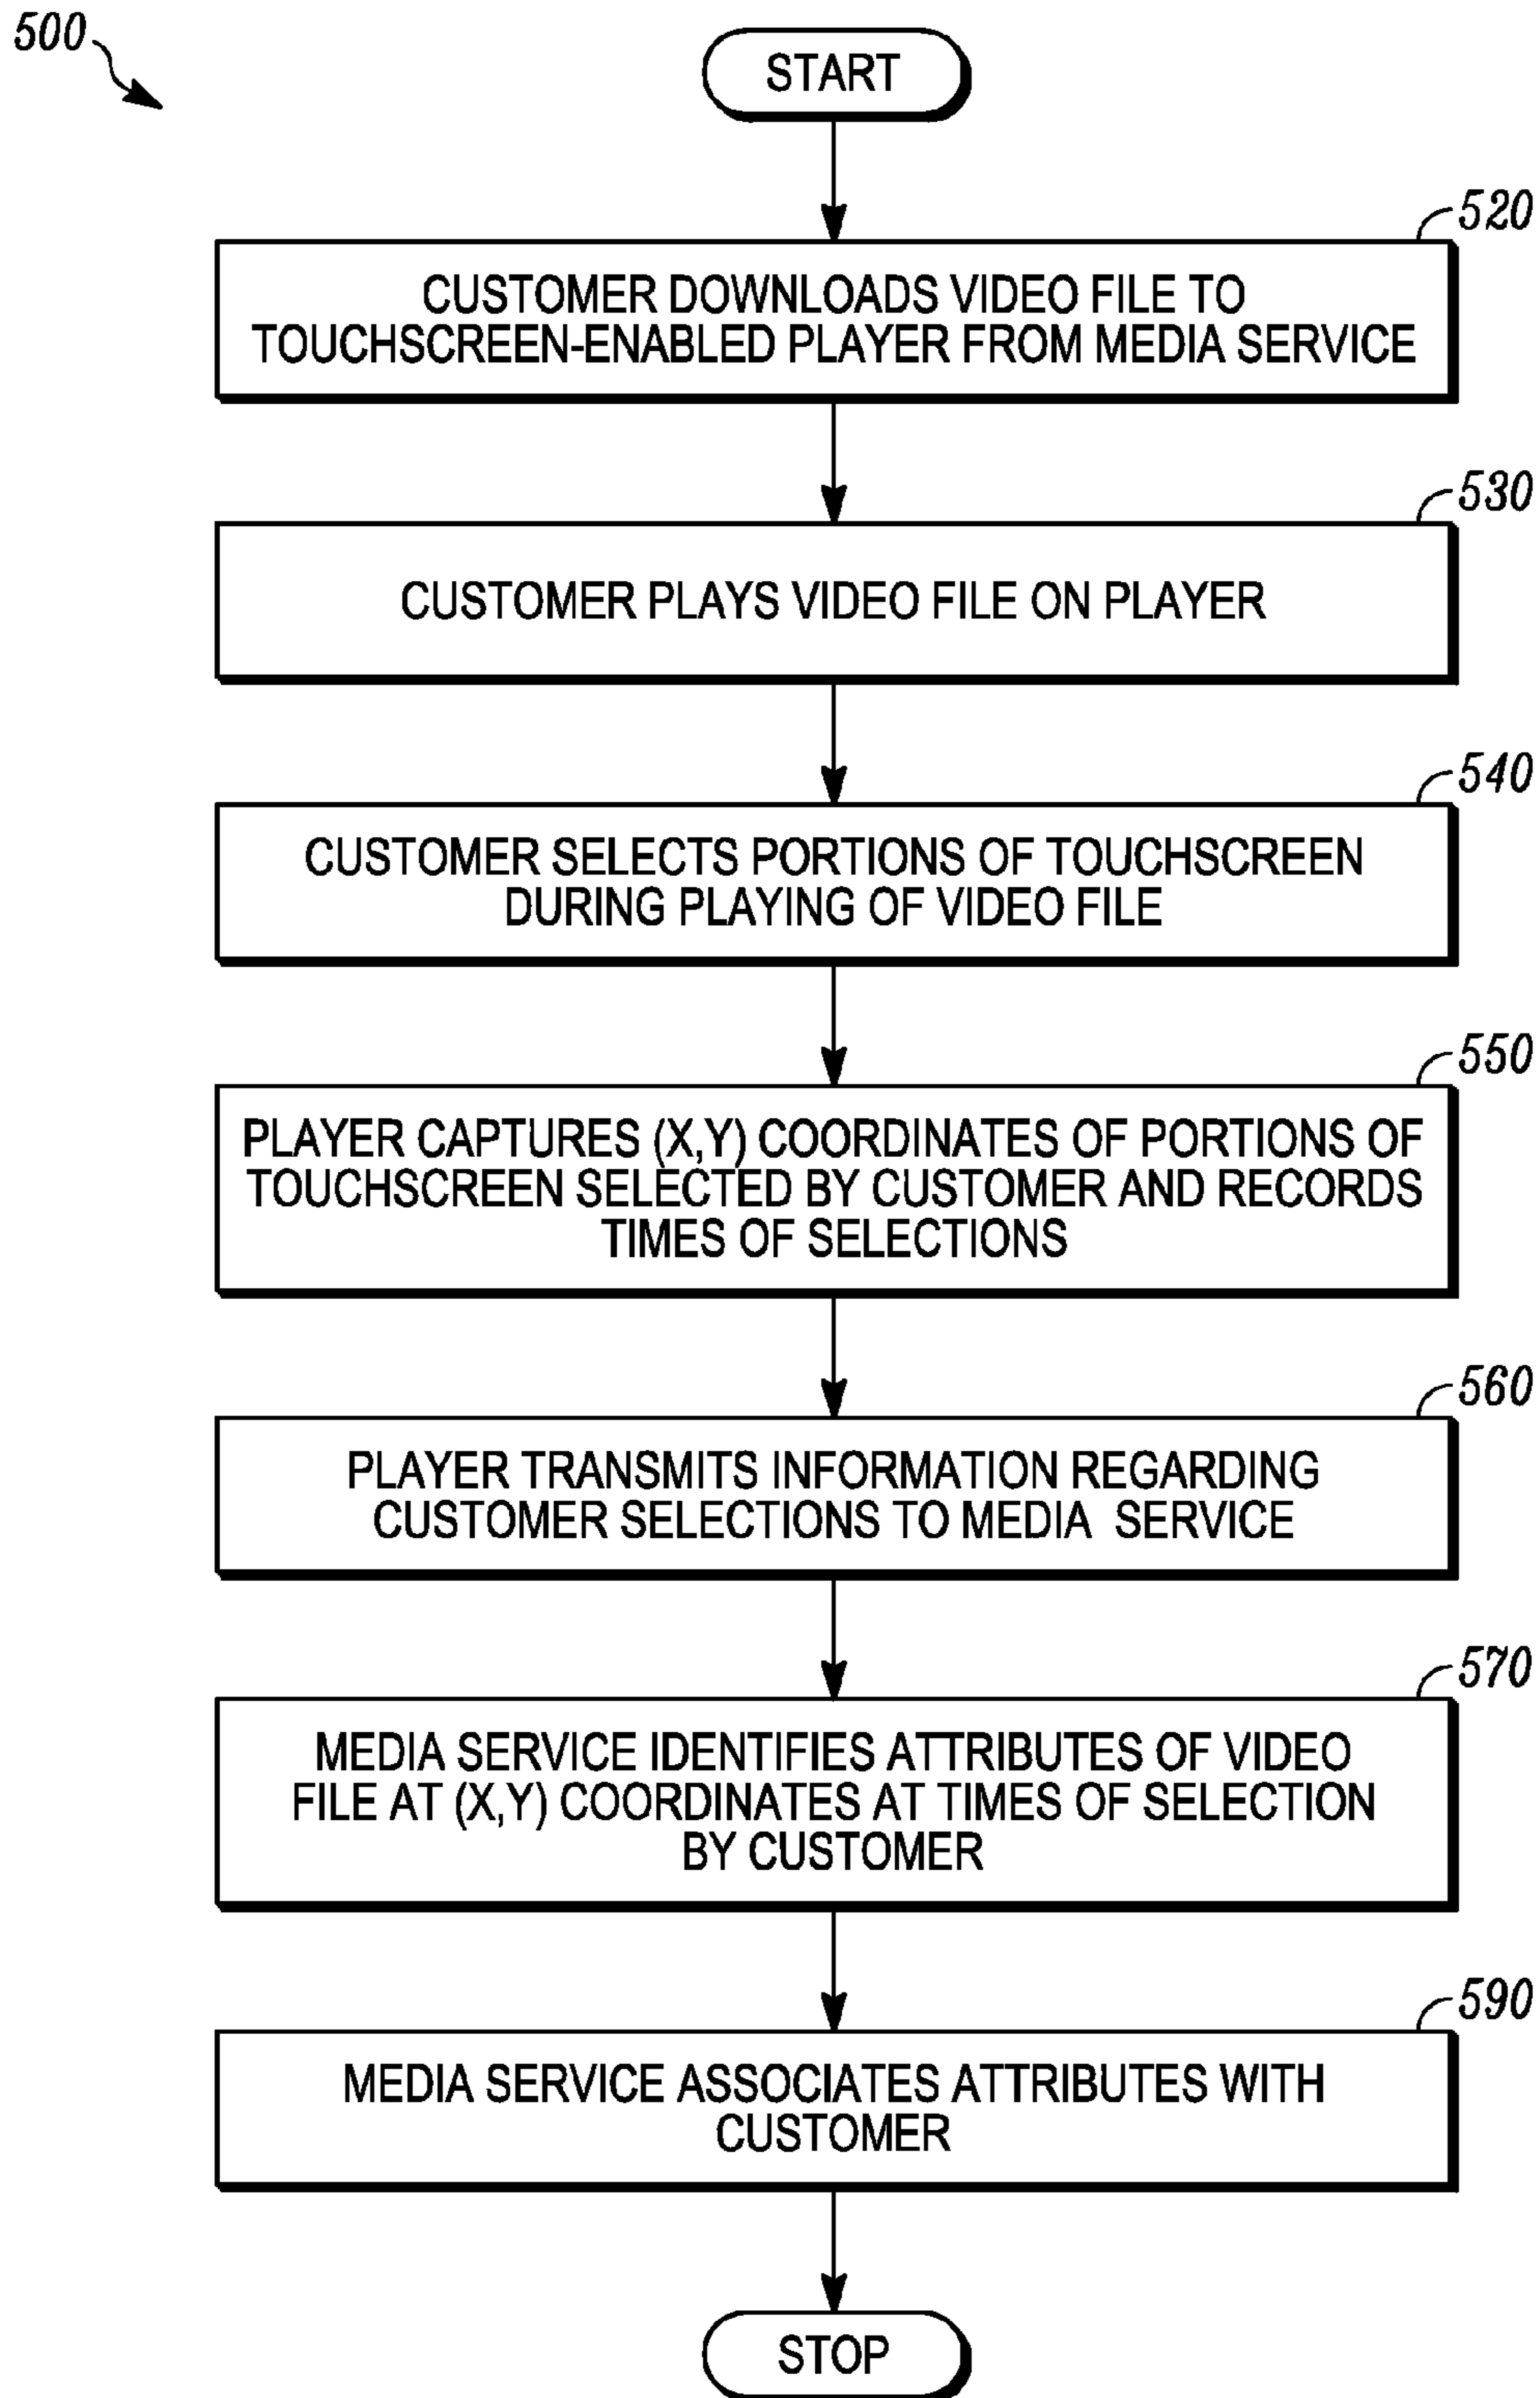 500
START
520
CUSTOMER DOWNLOADS VIDEO FILE TO
TOUCHSCREEN-ENABLED PLAYER FROM MEDIA SERVICE
530
CUSTOMER PLAYS VIDEO FILE ON PLAYER
540
CUSTOMER SELECTS PORTIONS OF TOUCHSCREEN
DURING PLAYING OF VIDEO FILE
550
PLAYER CAPTURES (X,Y) COORDINATES OF PORTIONS OF
TOUCHSCREEN SELECTED BY CUSTOMER AND RECORDS
TIMES OF SELECTIONS
560
PLAYER TRANSMITS INFORMATION REGARDING
CUSTOMER SELECTIONS TO MEDIA SERVICE
570
MEDIA SERVICE IDENTIFIES ATTRIBUTES OF VIDEO
FILE AT (X,Y) COORDINATES AT TIMES OF SELECTION
BY CUSTOMER
590
MEDIA SERVICE ASSOCIATES ATTRIBUTES WITH
CUSTOMER
STOP